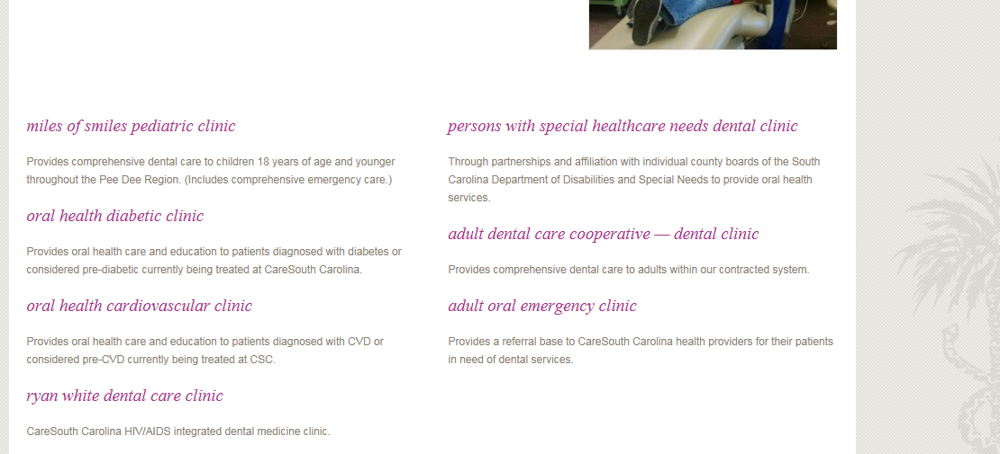 miles of smiles pediatric clinic
Provides comprehensive dental care to children 18 years of age and younger
throughout the Pee Dee Region. (Includes comprehensive emergency care.)
oral health diabetic clinic
Provides oral health care and education to patients diagnosed with diabetes or
considered pre-diabetic currently being treated at CareSouth Carolina.
oral health cardiovascular clinic
Provides oral health care and education to patients diagnosed with CVD or
considered pre-CVD currently being treated at CSC.
ryan white dental care clinic
CareSouth Carolina HIV/AIDS integrated dental medicine clinic.
persons with special healthcare needs dental clinic
Through partnerships and affiliation with individual county boards of the South
Carolina Department of Disabilities and Special Needs to provide oral health
services.
adult dental care cooperative — dental clinic
Provides comprehensive dental care to adults within our contracted system.
adult oral emergency clinic
Provides a referral base to CareSouth Carolina health providers for their patients
in need of dental services.